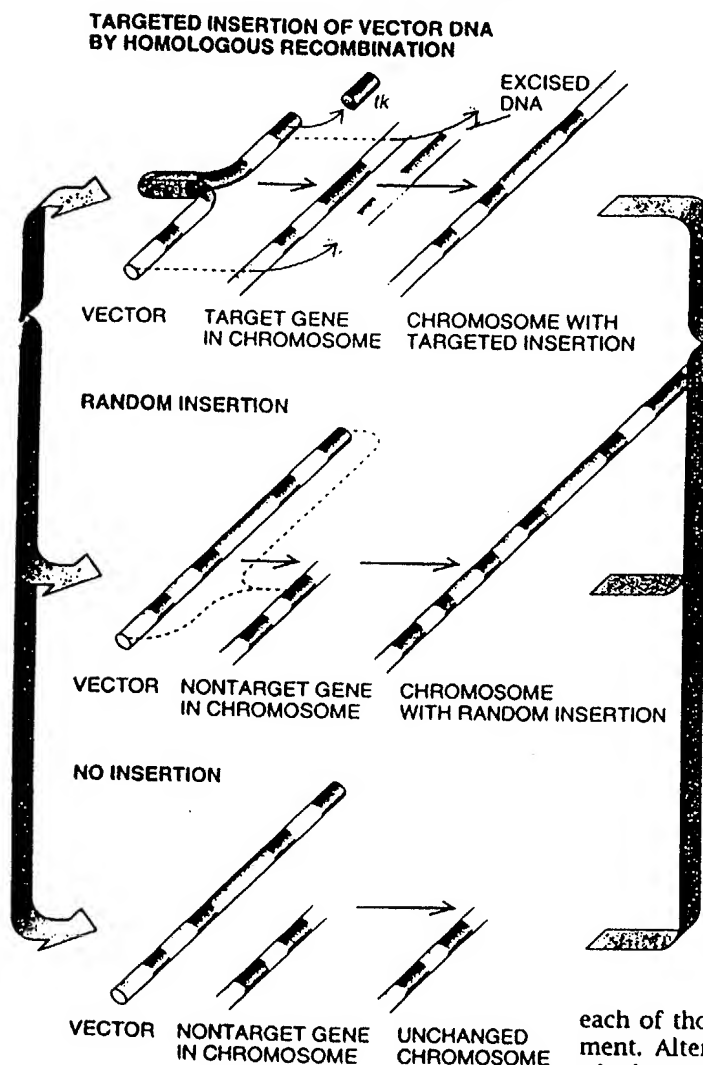 TARGETED INSERTION OF VECTOR DNA
BY HOMOLOGOUS RECOMBINATION
tk
EXCISED
DNA
VECTOR
TARGET GENE
IN CHROMOSOME
CHROMOSOME WITH
TARGETED INSERTION
RANDOM INSERTION
VECTOR
NONTARGET GENE
IN CHROMOSOME
CHROMOSOME
WITH RANDOM INSERTION
NO INSERTION
VECTOR
NONTARGET GENE
IN CHROMOSOME
UNCHANGED
CHROMOSOME
each of tho
ment. Alter